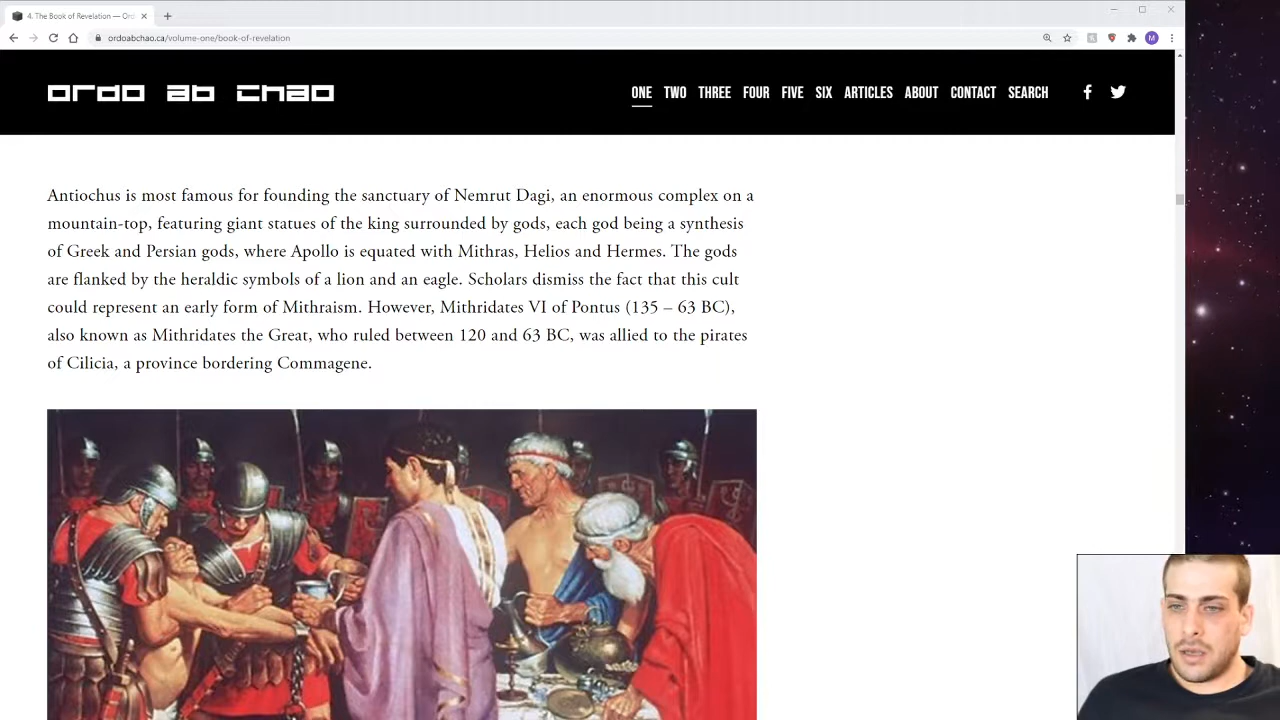 4. The Book of Revelation — Ord
ordoabchao.ca/volume-one/book-of-revelation
M
ordo ab chao
ONE TWO THREE FOUR FIVE SIX ARTICLES ABOUT CONTACT SEARCH
Antiochus is most famous for founding the sanctuary of Nemrut Dagi, an enormous complex on a
mountain-top, featuring giant statues of the king surrounded by gods, each god being a synthesis
of Greek and Persian gods, where Apollo is equated with Mithras, Helios and Hermes. The gods
are flanked by the heraldic symbols of a lion and an eagle. Scholars dismiss the fact that this cult
could represent an early form of Mithraism. However, Mithridates VI of Pontus (135 – 63 BC),
also known as Mithridates the Great, who ruled between 120 and 63 BC, was allied to the pirates
of Cilicia, a province bordering Commagene.